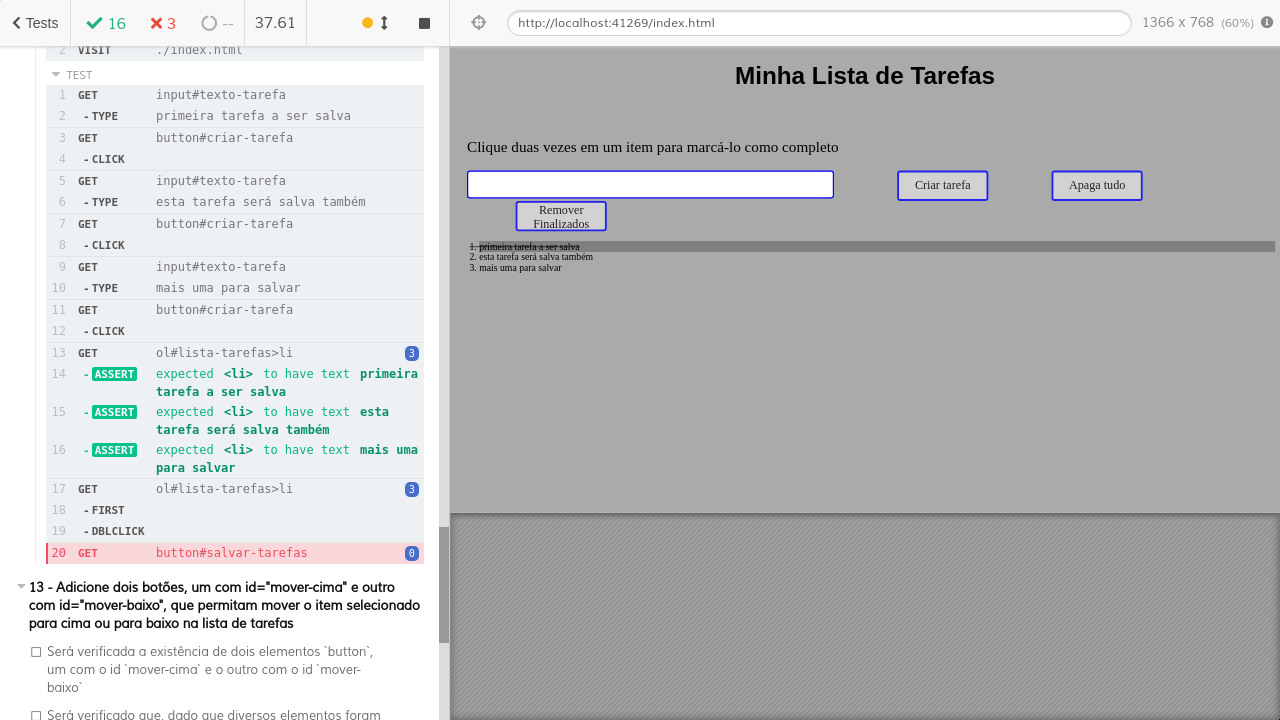 Tests 16 3 -- 37.61 http://localhost:41269/index.html 1366 x 768 (60%)
2 VISIT ./index.html
TEST
1 GET input#texto-tarefa
2 -TYPE primeira tarefa a ser salva
3 GET button#criar-tarefa
4 -CLICK
5 GET input#texto-tarefa
6 -TYPE esta tarefa será salva também
7 GET button#criar-tarefa
8 -CLICK
9 GET input#texto-tarefa
10 -TYPE mais uma para salvar
11 GET button#criar-tarefa
12 -CLICK
13 GET ol#lista-tarefas>li 3
14 -ASSERT expected <li> to have text primeira
tarefa a ser salva
15 -ASSERT expected <li> to have text esta
tarefa será salva também
16 -ASSERT expected <li> to have text mais uma
para salvar
17 GET ol#lista-tarefas>li 3
18 -FIRST
19 -DBLCLICK
20 GET button#salvar-tarefas 0
13 - Adicione dois botões, um com id="mover-cima" e outro
com id="mover-baixo", que permitam mover o item selecionado
para cima ou para baixo na lista de tarefas
Será verificada a existência de dois elementos `button`,
um com o id `mover-cima` e o outro com o id `mover-
baixo`
Será verificado que, dado que diversos elementos foram
Minha Lista de Tarefas
Clique duas vezes em um item para marcá-lo como completo
Criar tarefa Apaga tudo
Remover
Finalizados
1. primeira tarefa a ser salva
2. esta tarefa será salva também
3. mais uma para salvar